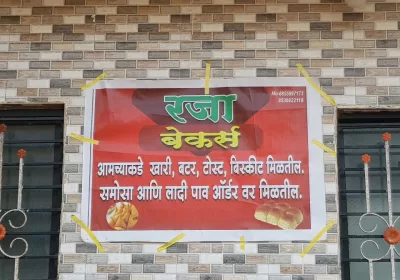 रजा
बेकर्स
आमच्याकडे खारी, बटर, टोस्ट, बिस्कीट मिळतील.
समोसा आणि लादी पाव ऑर्डर वर मिळतील.